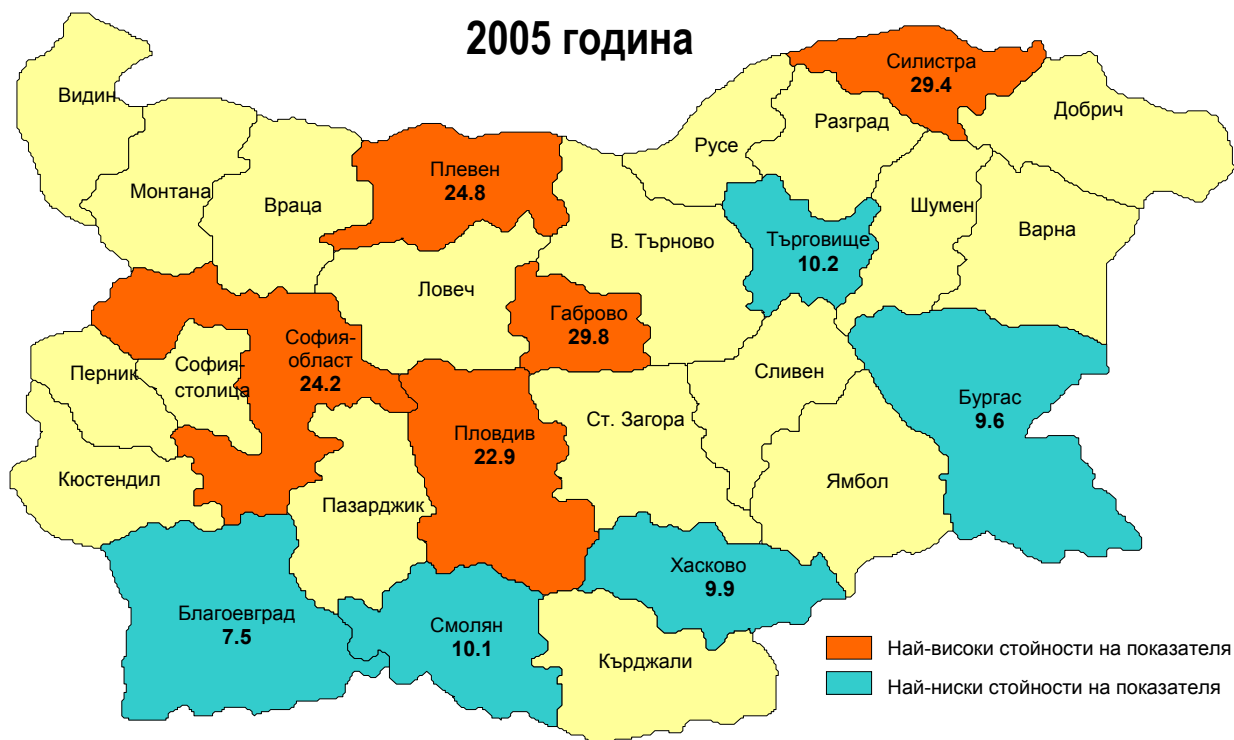 2005 година
Силистра
29.4
Видин
Добрич
Разград
Русе
Плевен
24.8
Монтана
Враца
Шумен
Варна
В. Търново
Търговище
10.2
Ловеч
Габрово
29.8
София-
област
24.2
Перник
София-
столица
Сливен
Бургас
9.6
Ст. Загора
Пловдив
22.9
Кюстендил
Ямбол
Пазарджик
Хасково
9.9
Благоевград
7.5
Смолян
10.1
Кърджали
Най-високи стойности на показателя
Най-ниски стойности на показателя